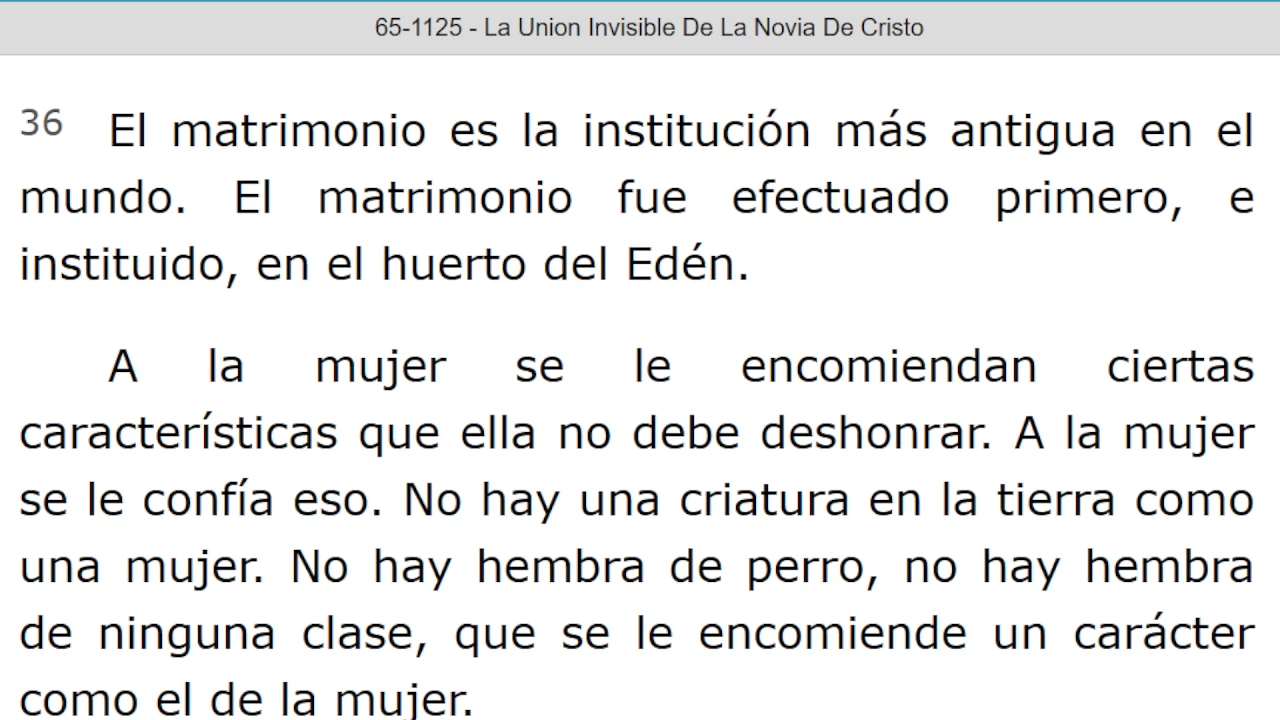 65-1125 - La Union Invisible De La Novia De Cristo
36 El matrimonio es la institución más antigua en el
mundo. El matrimonio fue efectuado primero, e
instituido, en el huerto del Edén.
A la mujer se le encomiendan ciertas
características que ella no debe deshonrar. A la mujer
se le confía eso. No hay una criatura en la tierra como
una mujer. No hay hembra de perro, no hay hembra
de ninguna clase, que se le encomiende un carácter
como el de la mujer.